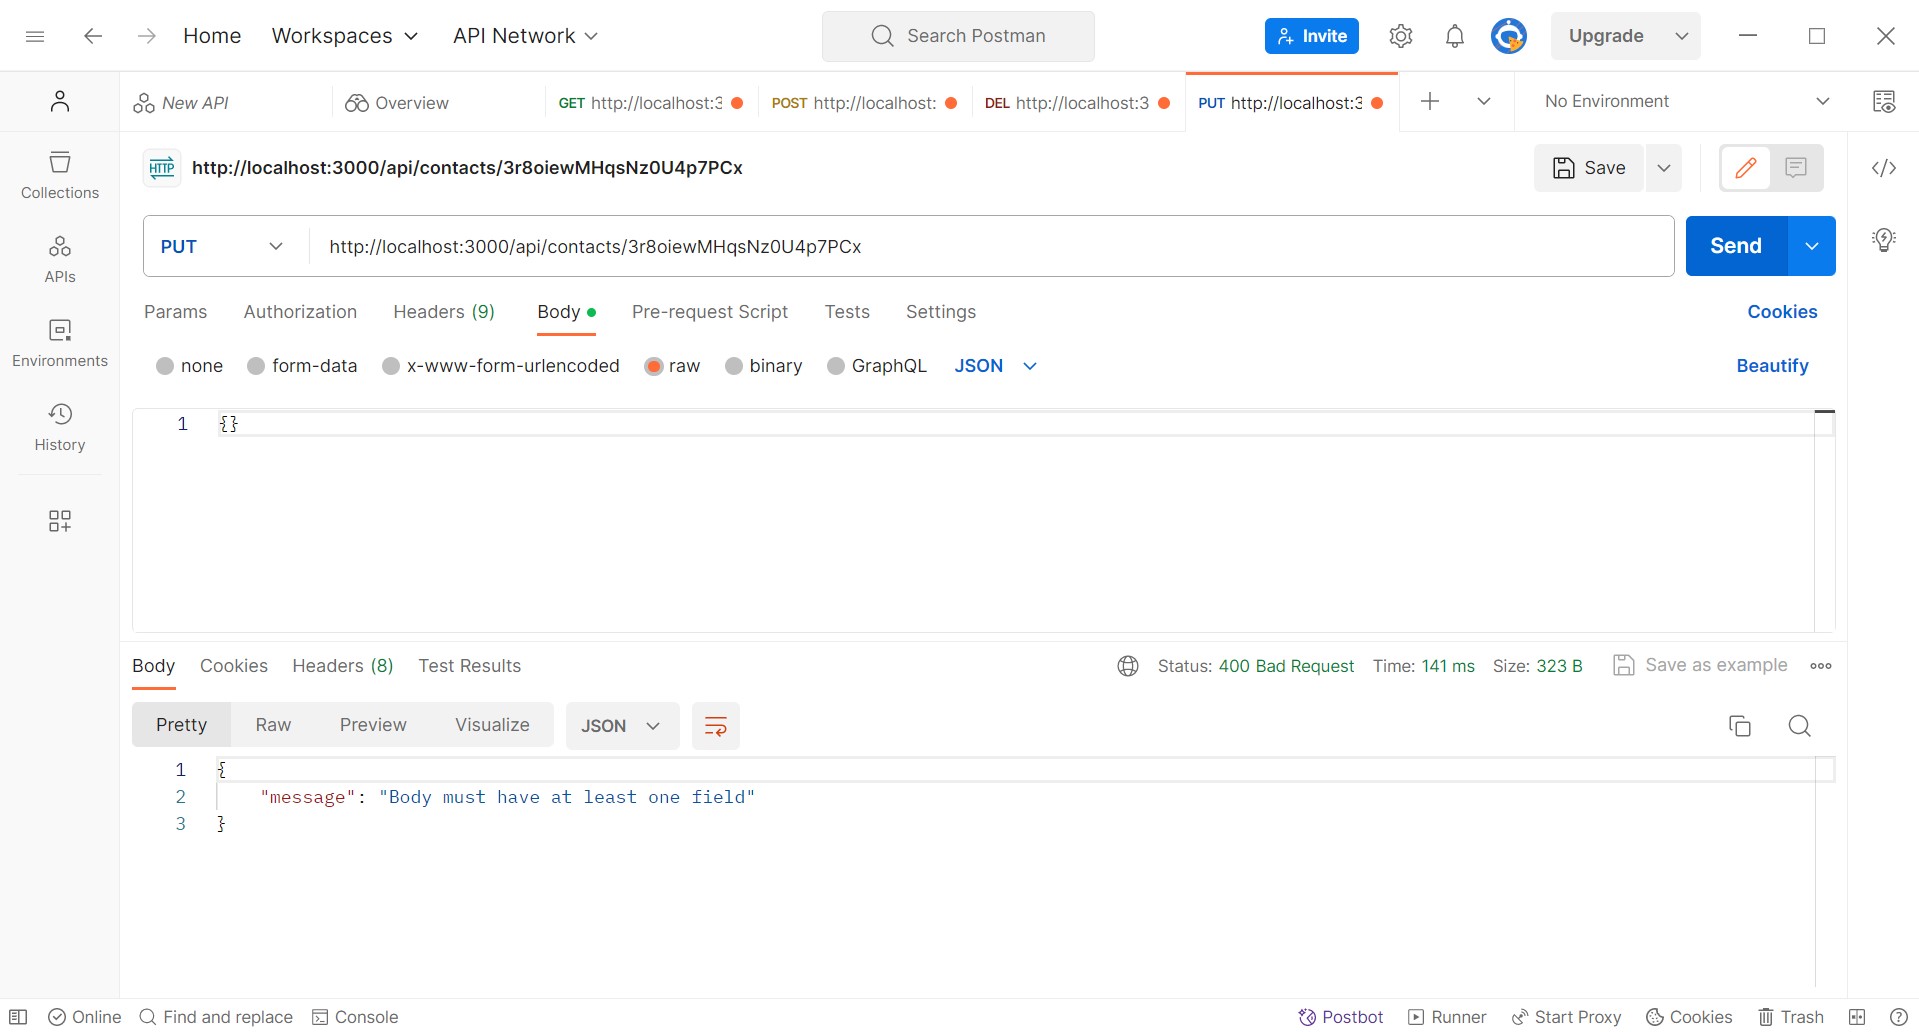 Home Workspaces API Network Search Postman Invite Upgrade
New API Overview GET http://localhost:3 POST http://localhost: DEL http://localhost:3 PUT http://localhost:3 No Environment
HTTP http://localhost:3000/api/contacts/3r8oiewMHqsNz0U4p7PCx Save
Collections
APIs
Environments
History
PUT http://localhost:3000/api/contacts/3r8oiewMHqsNz0U4p7PCx Send
Params Authorization Headers (9) Body Pre-request Script Tests Settings Cookies
none form-data x-www-form-urlencoded raw binary GraphQL JSON Beautify
1 {}
Body Cookies Headers (8) Test Results Status: 400 Bad Request Time: 141 ms Size: 323 B Save as example
Pretty Raw Preview Visualize JSON
1 {
2 "message": "Body must have at least one field"
3 }
Online Find and replace Console Postbot Runner Start Proxy Cookies Trash